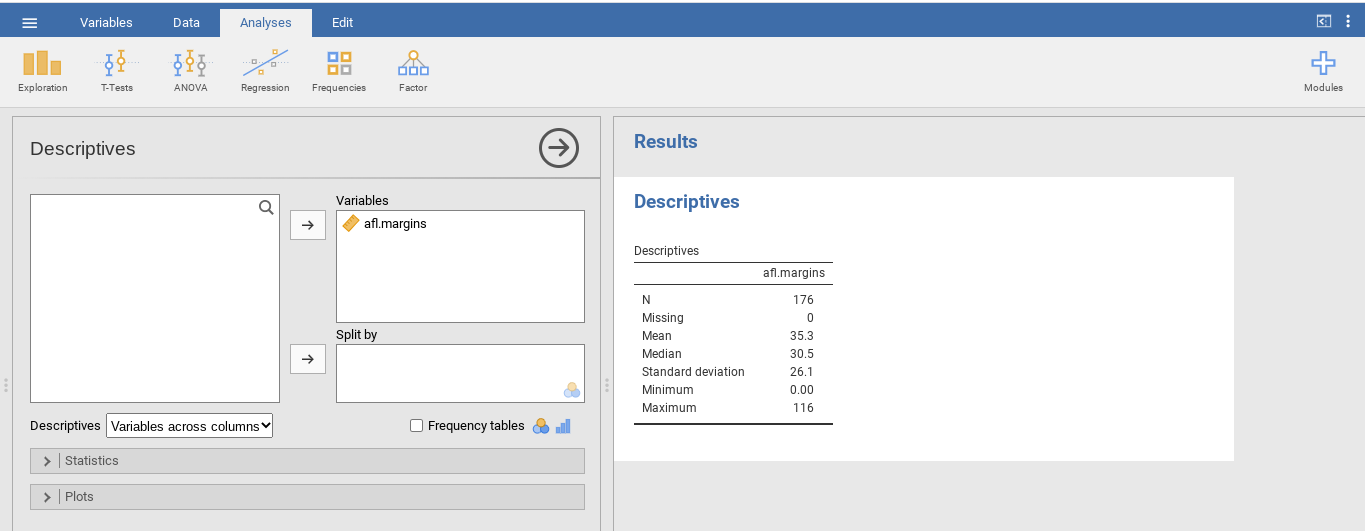 Variables Data Analyses Edit
Exploration T-Tests ANOVA Regression Frequencies Factor Modules
Descriptives
Variables
afl.margins
Split by
Descriptives Variables across columns Frequency tables
Statistics
Plots
Results
Descriptives
Descriptives
afl.margins
N 176
Missing 0
Mean 35.3
Median 30.5
Standard deviation 26.1
Minimum 0.00
Maximum 116